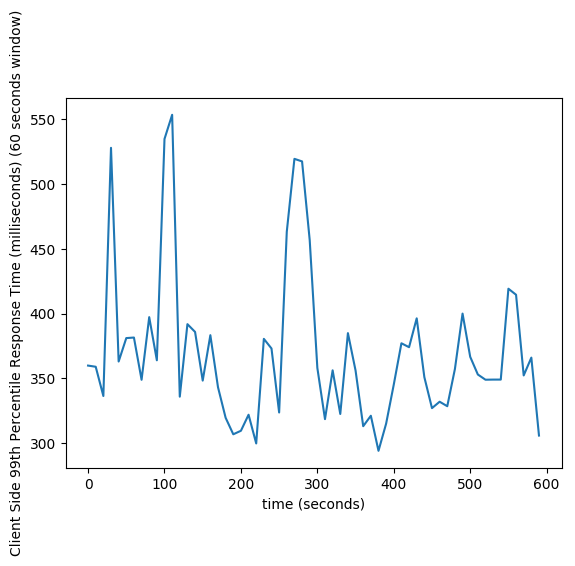 Client Side 99th Percentile Response Time (milliseconds) (60 seconds window)
550
500
450
400
350
300
0 100 200 300 400 500 600
time (seconds)